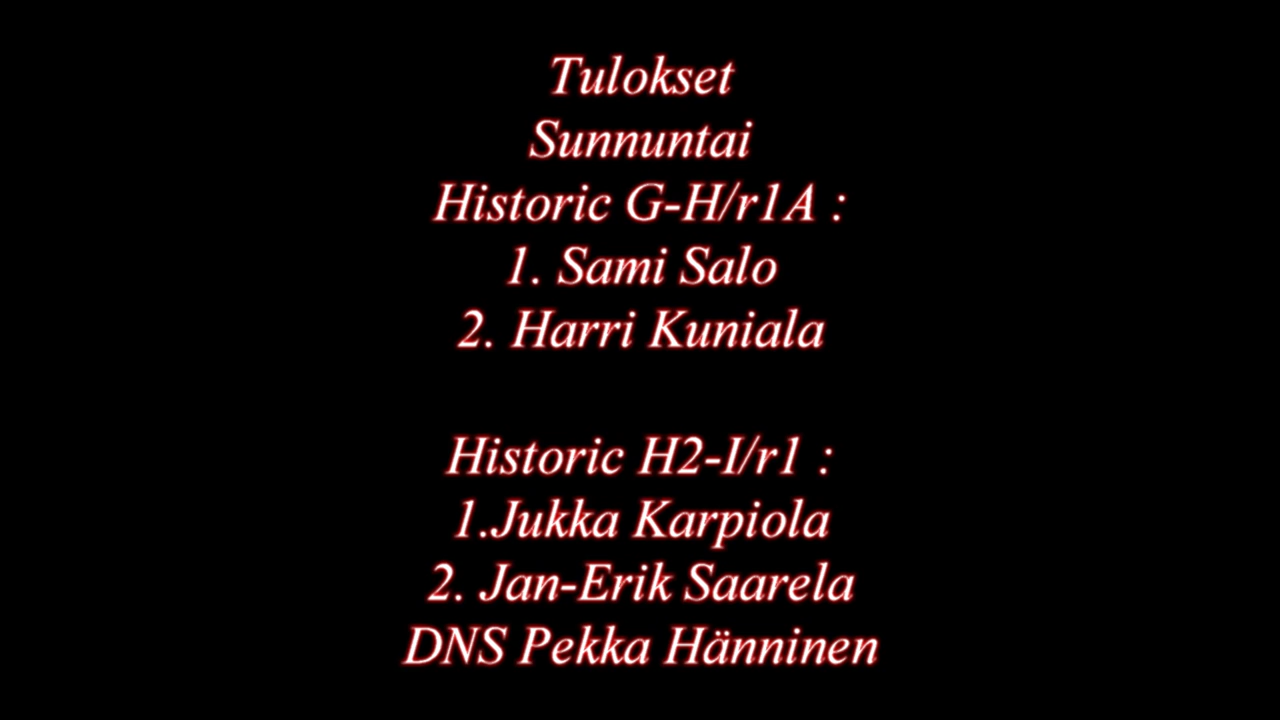 Tulokset
Sunnuntai
Historic G-H/r1A :
1. Sami Salo
2. Harri Kuniala
Historic H2-I/r1 :
1.Jukka Karpiola
2. Jan-Erik Saarela
DNS Pekka Hänninen